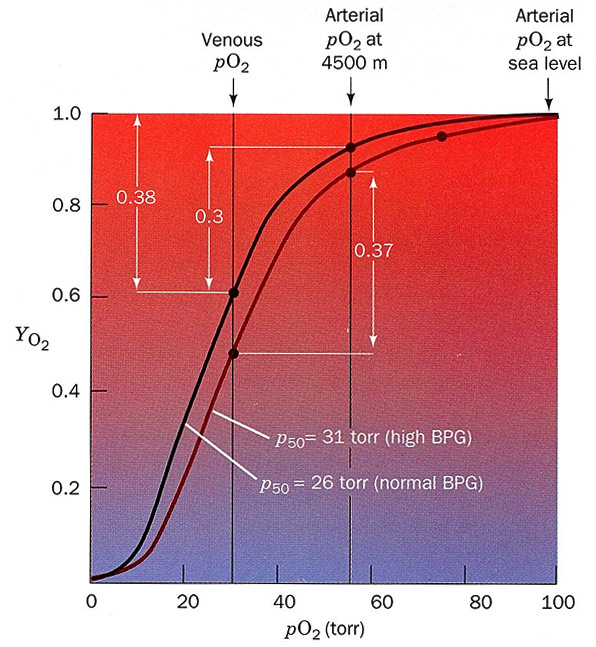 Venous
pO2
Arterial
pO2 at
4500 m
Arterial
pO2 at
sea level
1.0
0.8
0.6
0.4
0.2
YO2
0.38
0.3
0.37
p50= 31 torr (high BPG)
p50 = 26 torr (normal BPG)
0
20
40
60
80
100
pO2 (torr)